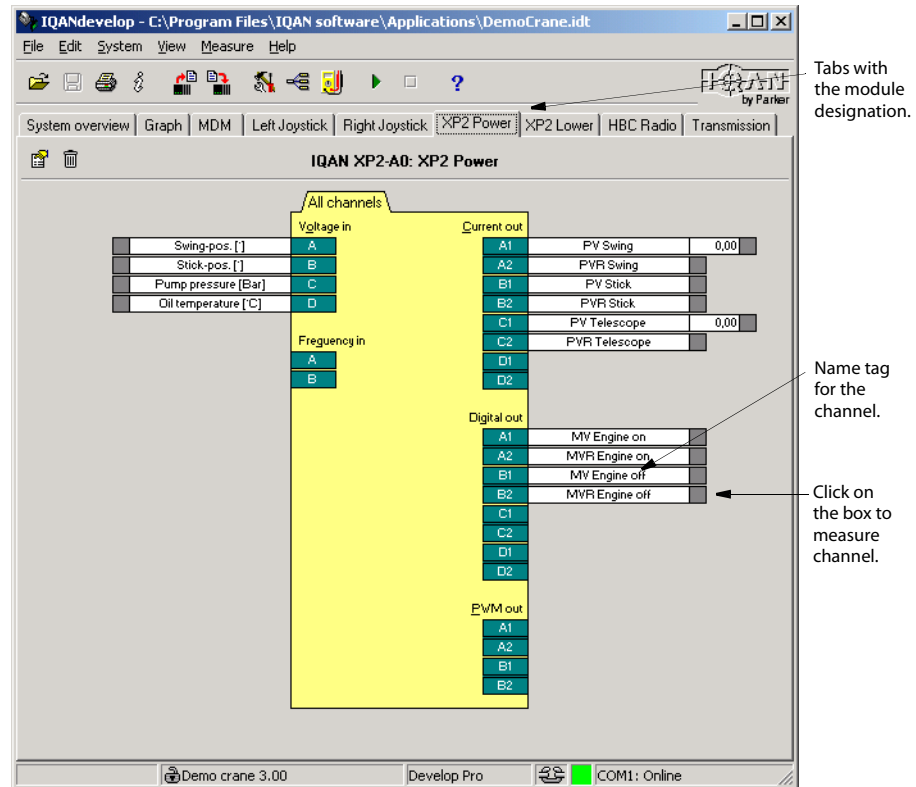 IQANdevelop - C:\Program Files\IQAN software\Applications\DemoCrane.idt
File Edit System View Measure Help
IQAN
by Parker
Tabs with
the module
designation.
System overview Graph MDM Left Joystick Right Joystick XP2 Power XP2 Lower HBC Radio Transmission
IQAN XP2-A0: XP2 Power
All channels
Voltage in Current out
Swing-pos. [°] A A1 PV Swing 0,00
Stick-pos. [°] B A2 PVR Swing
Pump pressure [Bar] C B1 PV Stick
Oil temperature [°C] D B2 PVR Stick
C1 PV Telescope 0,00
Frequency in C2 PVR Telescope
A D1
B D2
Name tag
for the
channel.
Digital out
A1 MV Engine on
A2 MVR Engine on
B1 MV Engine off
B2 MVR Engine off
C1
C2
D1
D2
Click on
the box to
measure
channel.
PWM out
A1
A2
B1
B2
Demo crane 3.00 Develop Pro COM1: Online